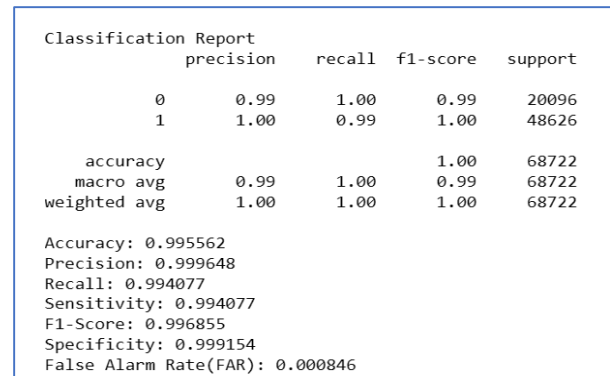 Classification Report
precision recall f1-score support
0 0.99 1.00 0.99 20096
1 1.00 0.99 1.00 48626
accuracy 1.00 68722
macro avg 0.99 1.00 0.99 68722
weighted avg 1.00 1.00 1.00 68722
Accuracy: 0.995562
Precision: 0.999648
Recall: 0.994077
Sensitivity: 0.994077
F1-Score: 0.996855
Specificity: 0.999154
False Alarm Rate(FAR): 0.000846